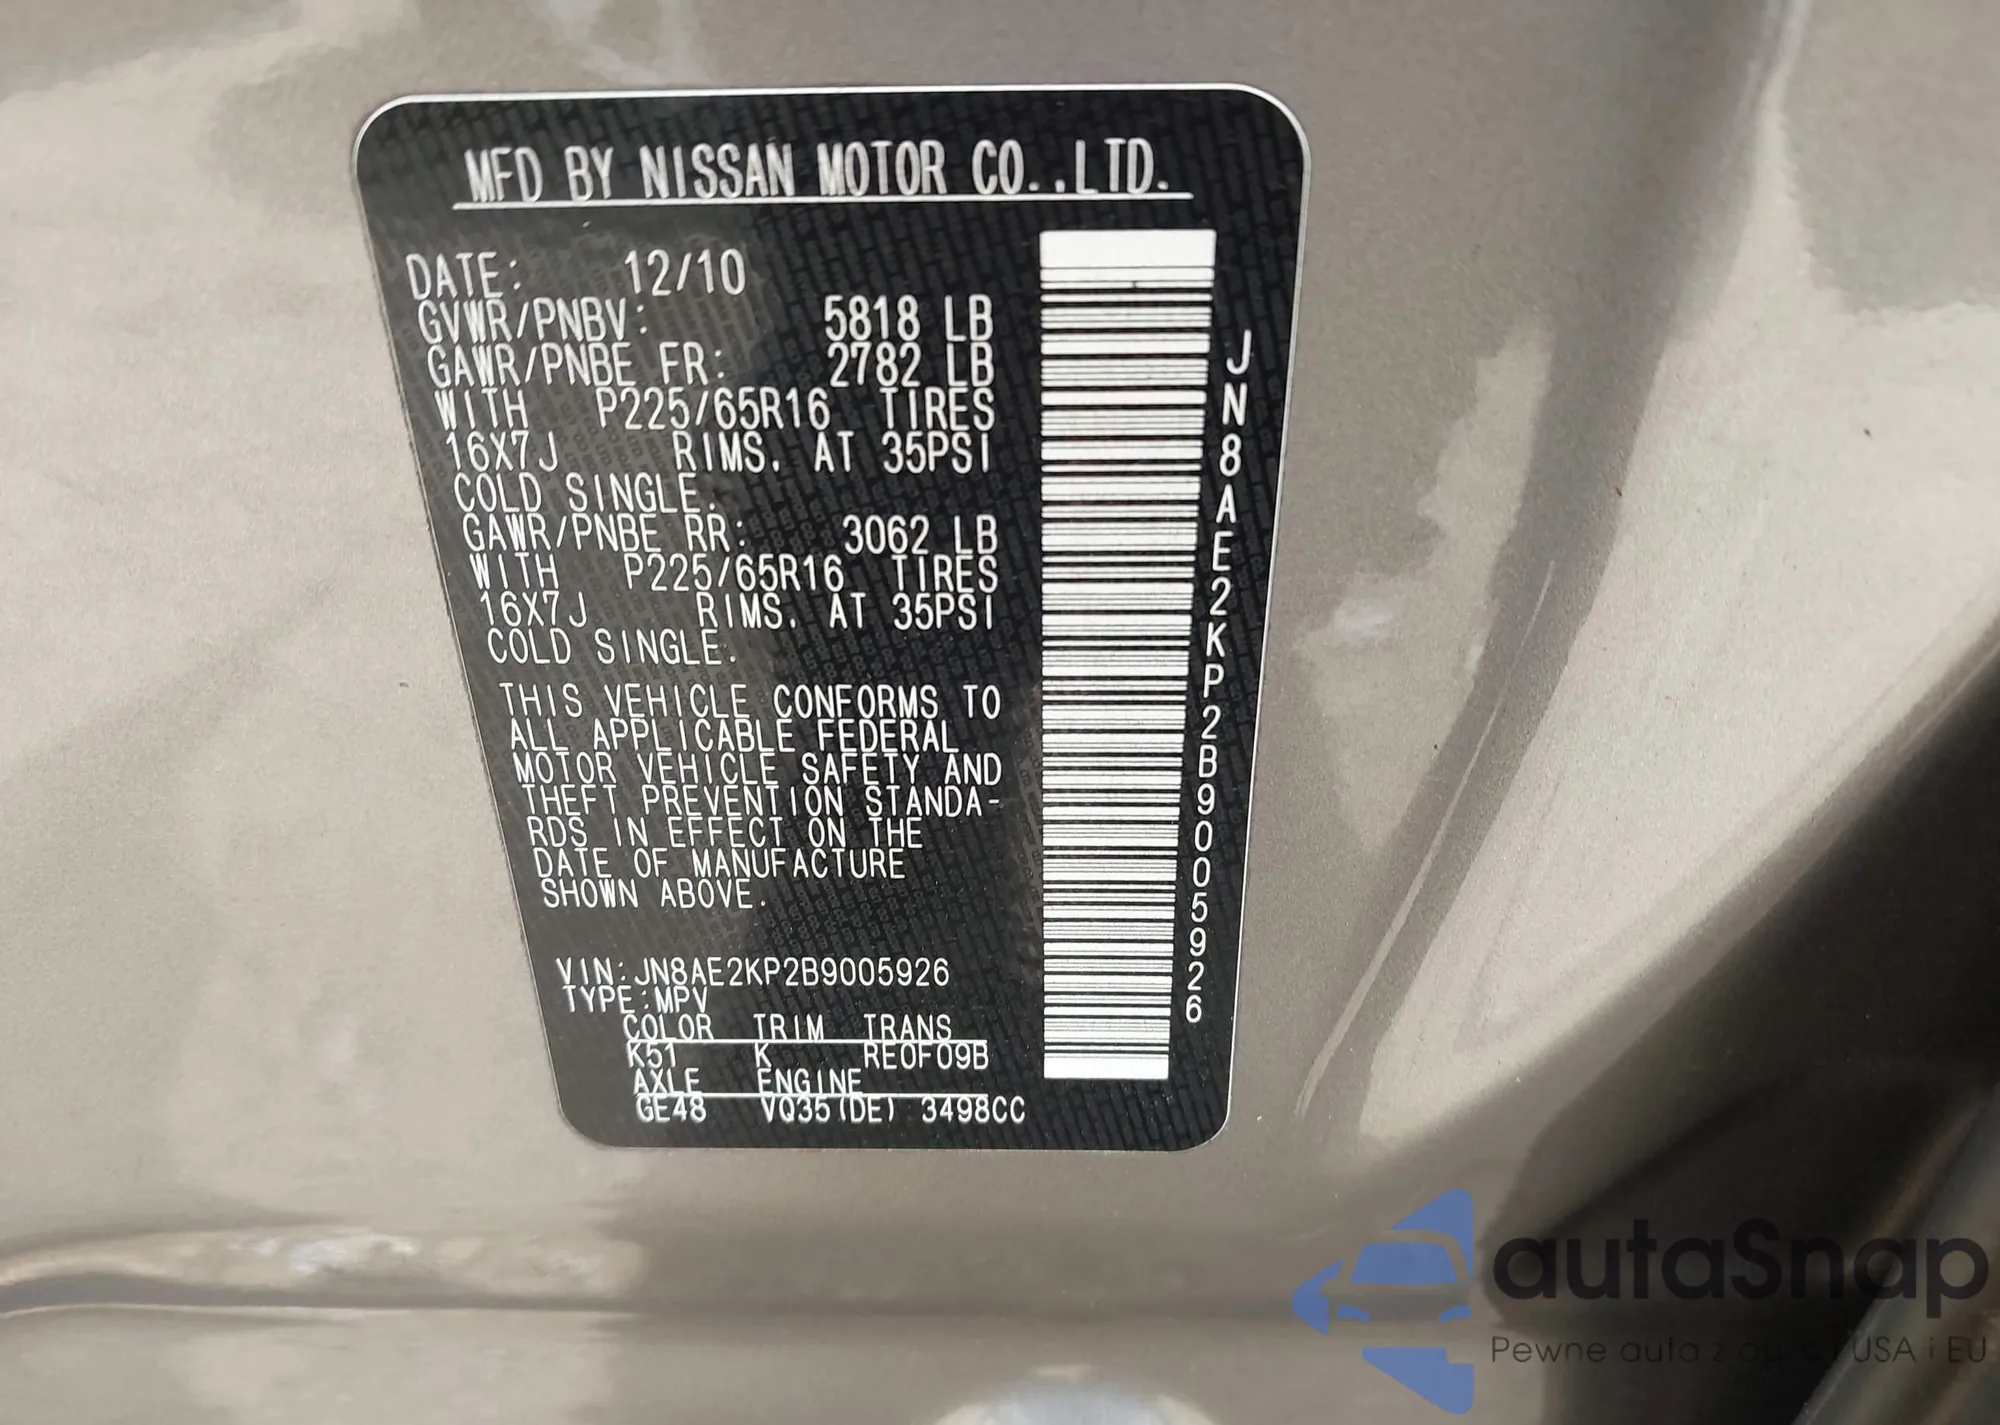 MFD BY NISSAN MOTOR CO.,LTD.
DATE: 12/10
GVWR/PNBV: 5818 LB
GAWR/PNBE FR: 2782 LB
WITH P225/65R16 TIRES
16X7J RIMS. AT 35PSI
COLD SINGLE.
GAWR/PNBE RR: 3062 LB
WITH P225/65R16 TIRES
16X7J RIMS. AT 35PSI
COLD SINGLE.
THIS VEHICLE CONFORMS TO
ALL APPLICABLE FEDERAL
MOTOR VEHICLE SAFETY AND
THEFT PREVENTION STANDA-
RDS IN EFFECT ON THE
DATE OF MANUFACTURE
SHOWN ABOVE.
VIN:JN8AE2KP2B9005926
TYPE:MPV
COLOR TRIM TRANS
K51 K RE0F09B
AXLE ENGINE
GE48 VQ35(DE) 3498CC
JN8AE2KP2B9005926
autaSnap
Pewne auta z USA i EU